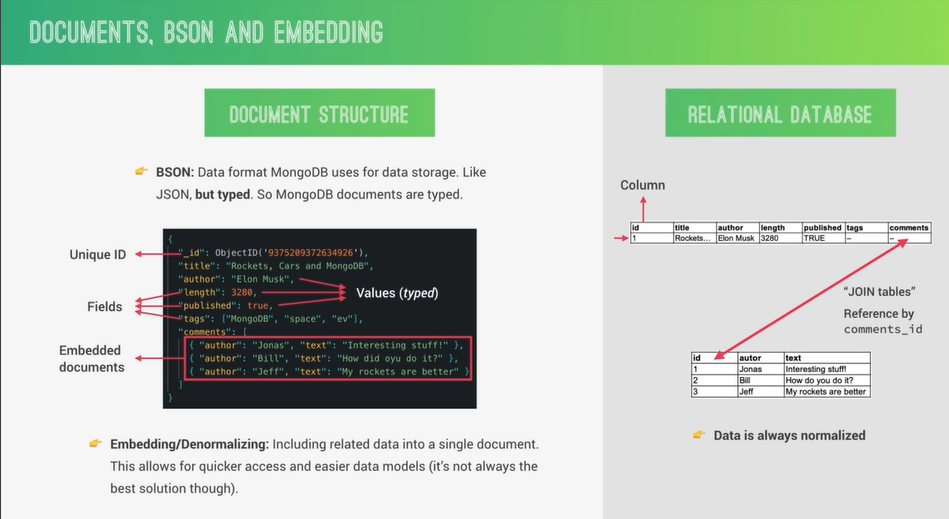 DOCUMENTS, BSON AND EMBEDDING
DOCUMENT STRUCTURE
👉 BSON: Data format MongoDB uses for data storage. Like
JSON, but typed. So MongoDB documents are typed.
Unique ID
Fields
Embedded
documents
{
"_id": ObjectID('9375209372634926'),
"title": "Rockets, Cars and MongoDB",
"author": "Elon Musk",
"length": 3280,
"published": true,
"tags": ["MongoDB", "space", "ev"],
"comments": [
{ "author": "Jonas", "text": "Interesting stuff!" },
{ "author": "Bill", "text": "How did oyu do it?" },
{ "author": "Jeff", "text": "My rockets are better" }
]
}
Values (typed)
👉 Embedding/Denormalizing: Including related data into a single document.
This allows for quicker access and easier data models (it's not always the
best solution though).
RELATIONAL DATABASE
Column
id title author length published tags comments
1 Rockets... Elon Musk 3280 TRUE – –
“JOIN tables”
Reference by
comments_id
id autor text
1 Jonas Interesting stuff!
2 Bill How do you do it?
3 Jeff My rockets are better
👉 Data is always normalized